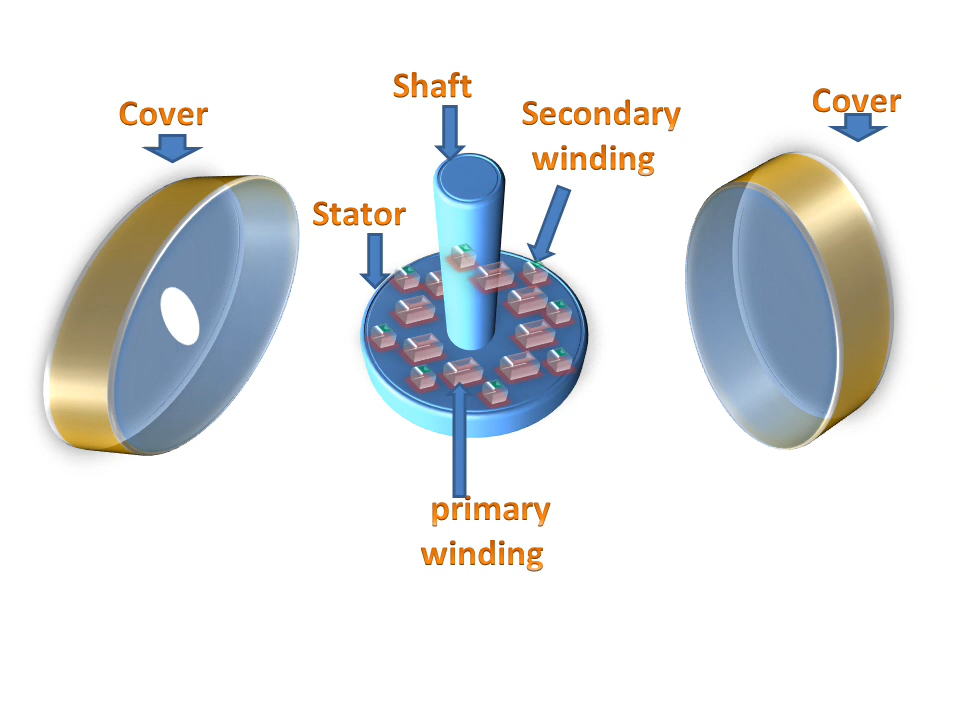 Shaft
Cover
Secondary
winding
Cover
Stator
primary
winding